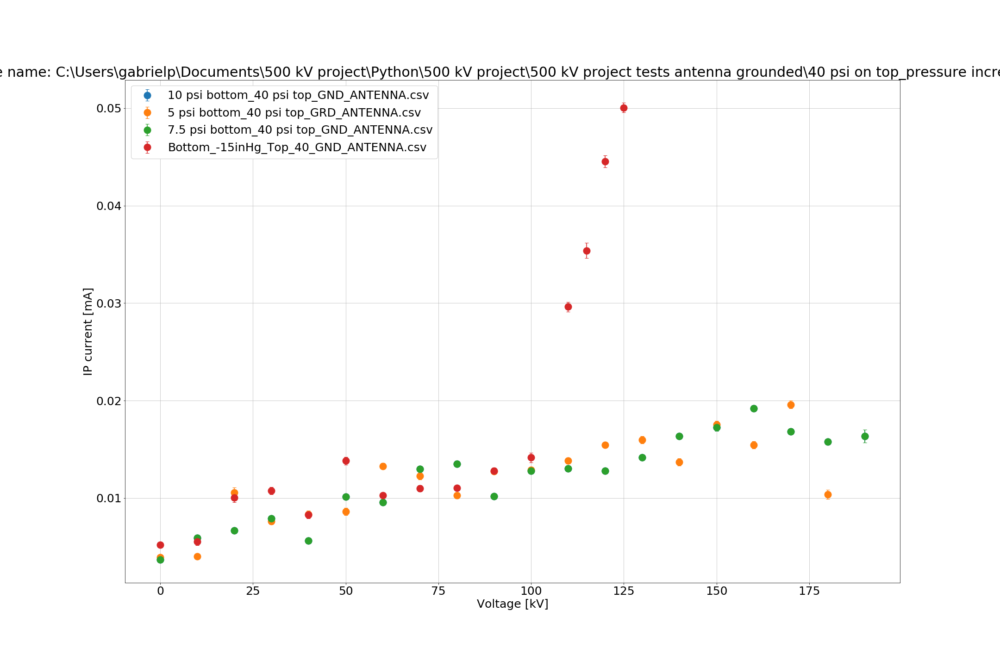 e name: C:\Users\gabrielp\Documents\500 kV project\Python\500 kV project\500 kV project tests antenna grounded\40 psi on top_pressure incre
10 psi bottom_40 psi top_GND_ANTENNA.csv
5 psi bottom_40 psi top_GRD_ANTENNA.csv
7.5 psi bottom_40 psi top_GND_ANTENNA.csv
Bottom_-15inHg_Top_40_GND_ANTENNA.csv
0.05
0.04
0.03
0.02
0.01
IP current [mA]
0 25 50 75 100 125 150 175
Voltage [kV]